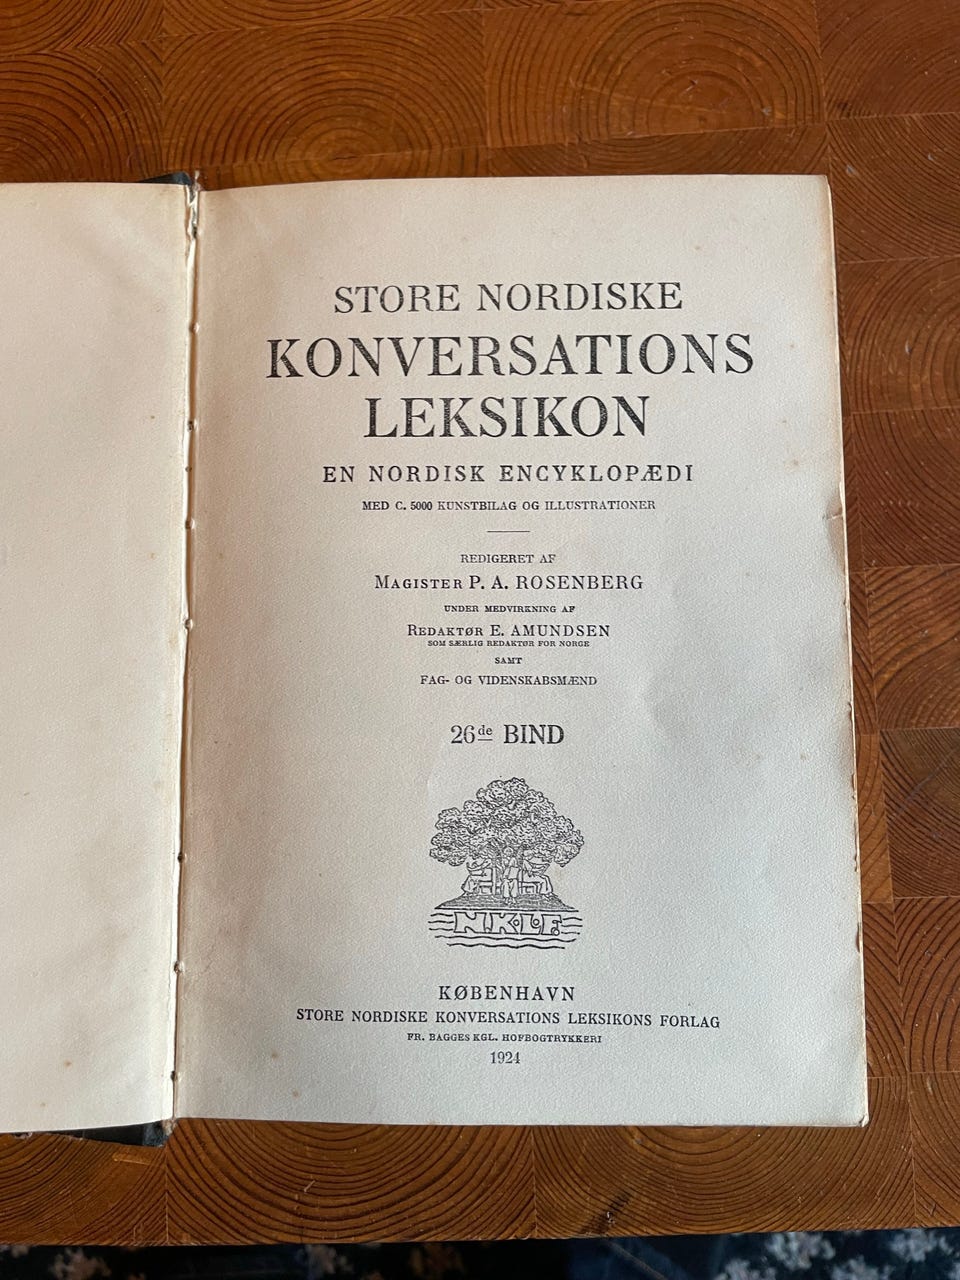 STORE NORDISKE
KONVERSATIONS
LEKSIKON
EN NORDISK ENCYKLOPÆDI
MED C. 5000 KUNSTBILAG OG ILLUSTRATIONER
REDIGERET AF
MAGISTER P. A. ROSENBERG
UNDER MEDVIRKNING AF
REDAKTØR E. AMUNDSEN
SOM SÆRLIG REDAKTØR FOR NORGE
SAMT
FAG- OG VIDENSKABSMÆND
26de BIND
N.K.L.F.
KØBENHAVN
STORE NORDISKE KONVERSATIONS LEKSIKONS FORLAG
FR. BAGGES KGL. HOFBOGTRYKKERI
1924